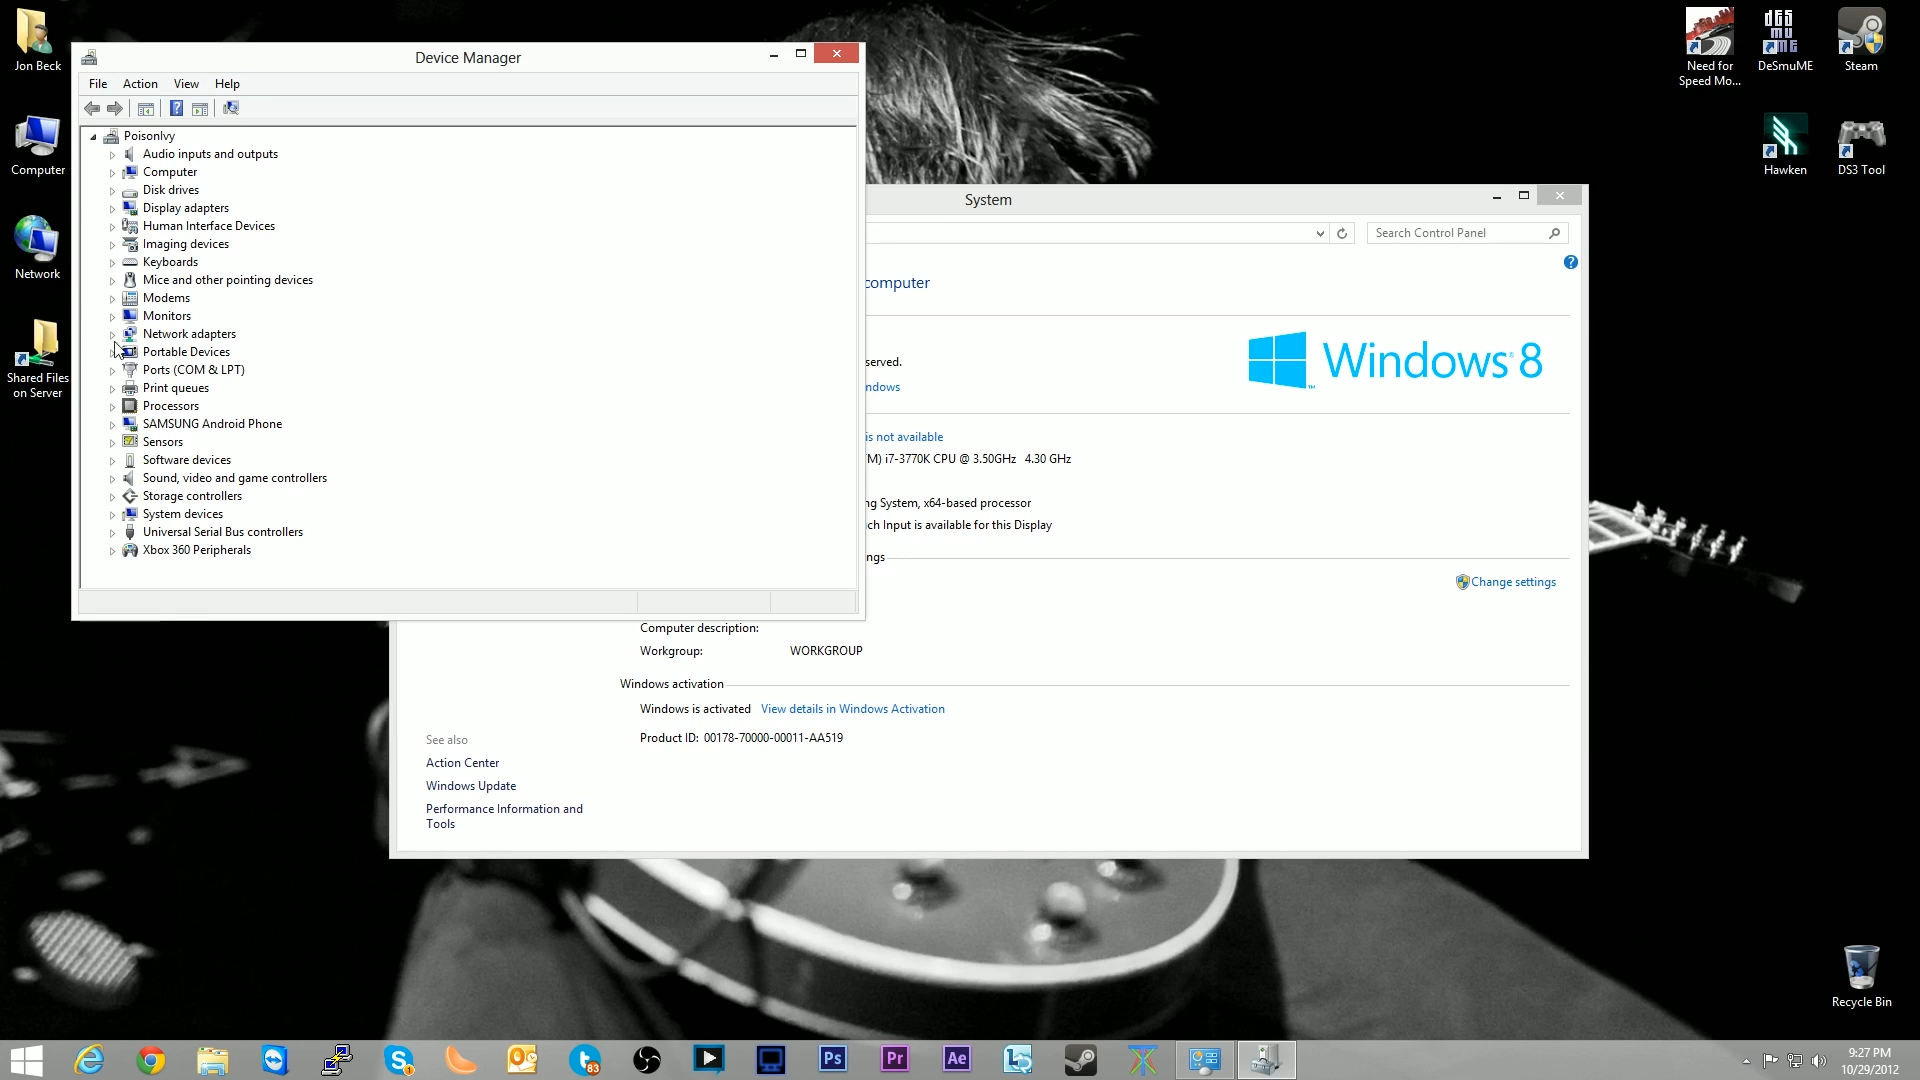 Jon Beck
Computer
Network
Shared Files
on Server
Device Manager
File Action View Help
PoisonIvy
Audio inputs and outputs
Computer
Disk drives
Display adapters
Human Interface Devices
Imaging devices
Keyboards
Mice and other pointing devices
Modems
Monitors
Network adapters
Portable Devices
Ports (COM & LPT)
Print queues
Processors
SAMSUNG Android Phone
Sensors
Software devices
Sound, video and game controllers
Storage controllers
System devices
Universal Serial Bus controllers
Xbox 360 Peripherals
System
Search Control Panel
computer
served.
ndows
Windows 8
is not available
M) i7-3770K CPU @ 3.50GHz 4.30 GHz
ng System, x64-based processor
ch Input is available for this Display
ngs
Change settings
Computer description:
Workgroup: WORKGROUP
Windows activation
Windows is activated View details in Windows Activation
Product ID: 00178-70000-00011-AA519
See also
Action Center
Windows Update
Performance Information and
Tools
Need for
Speed Mo...
DeSmuME
Steam
Hawken
DS3 Tool
Recycle Bin
Ps
Pr
Ae
83
9:27 PM
10/29/2012